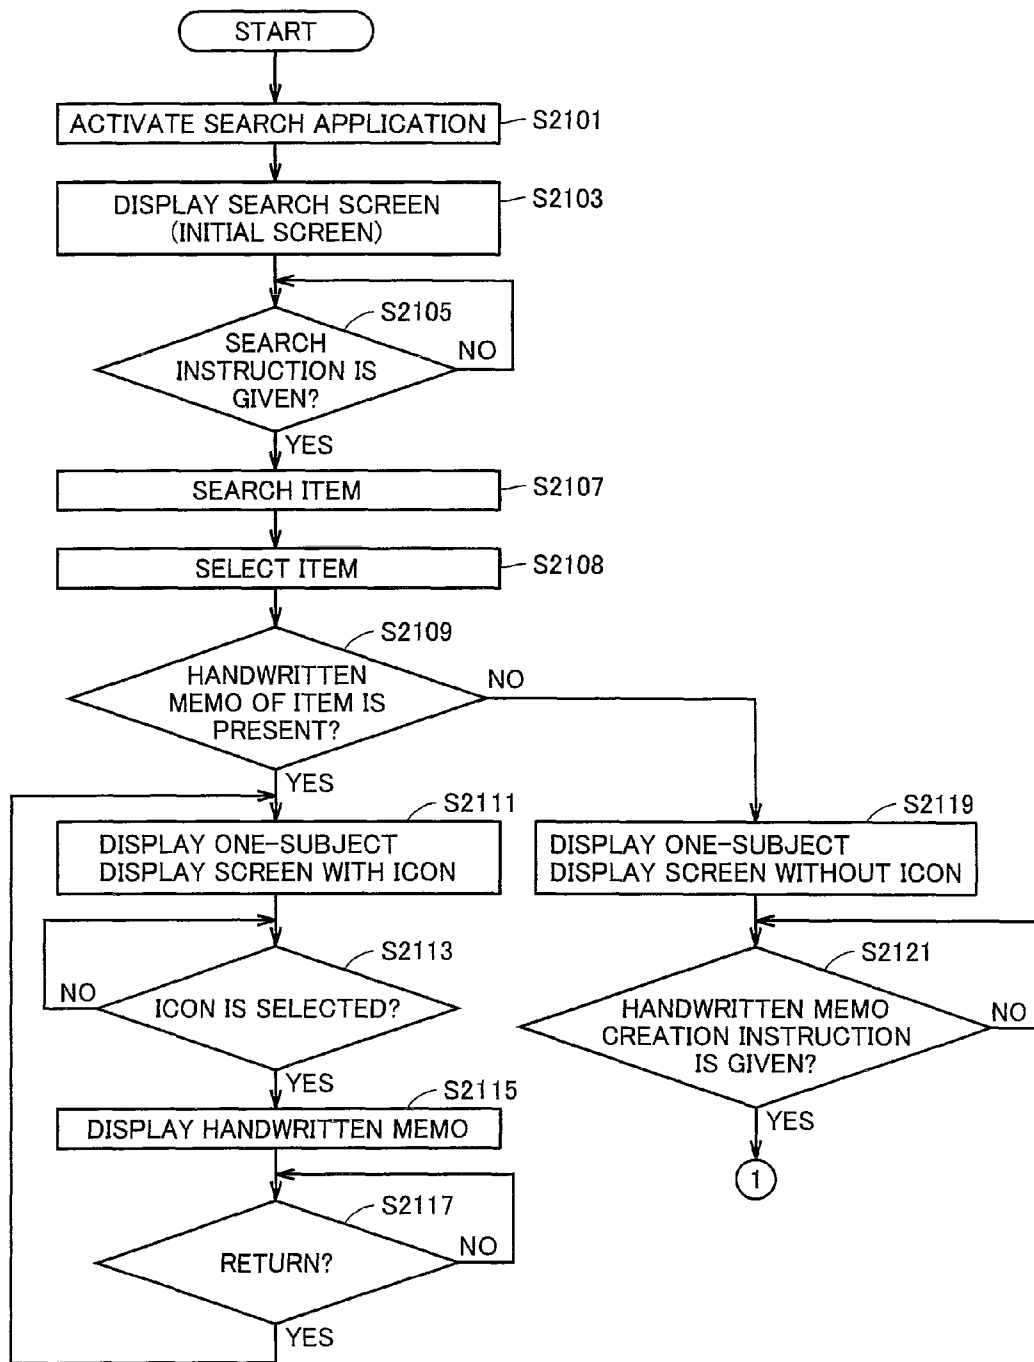 START
ACTIVATE SEARCH APPLICATION
S2101
DISPLAY SEARCH SCREEN
(INITIAL SCREEN)
S2103
S2105
SEARCH
INSTRUCTION IS
GIVEN?
NO
YES
SEARCH ITEM
S2107
SELECT ITEM
S2108
S2109
HANDWRITTEN
MEMO OF ITEM IS
PRESENT?
NO
YES
S2111
DISPLAY ONE-SUBJECT
DISPLAY SCREEN WITH ICON
S2113
ICON IS SELECTED?
NO
YES
S2115
DISPLAY HANDWRITTEN MEMO
S2117
RETURN?
NO
YES
S2119
DISPLAY ONE-SUBJECT
DISPLAY SCREEN WITHOUT ICON
S2121
HANDWRITTEN MEMO
CREATION INSTRUCTION
IS GIVEN?
NO
YES
1